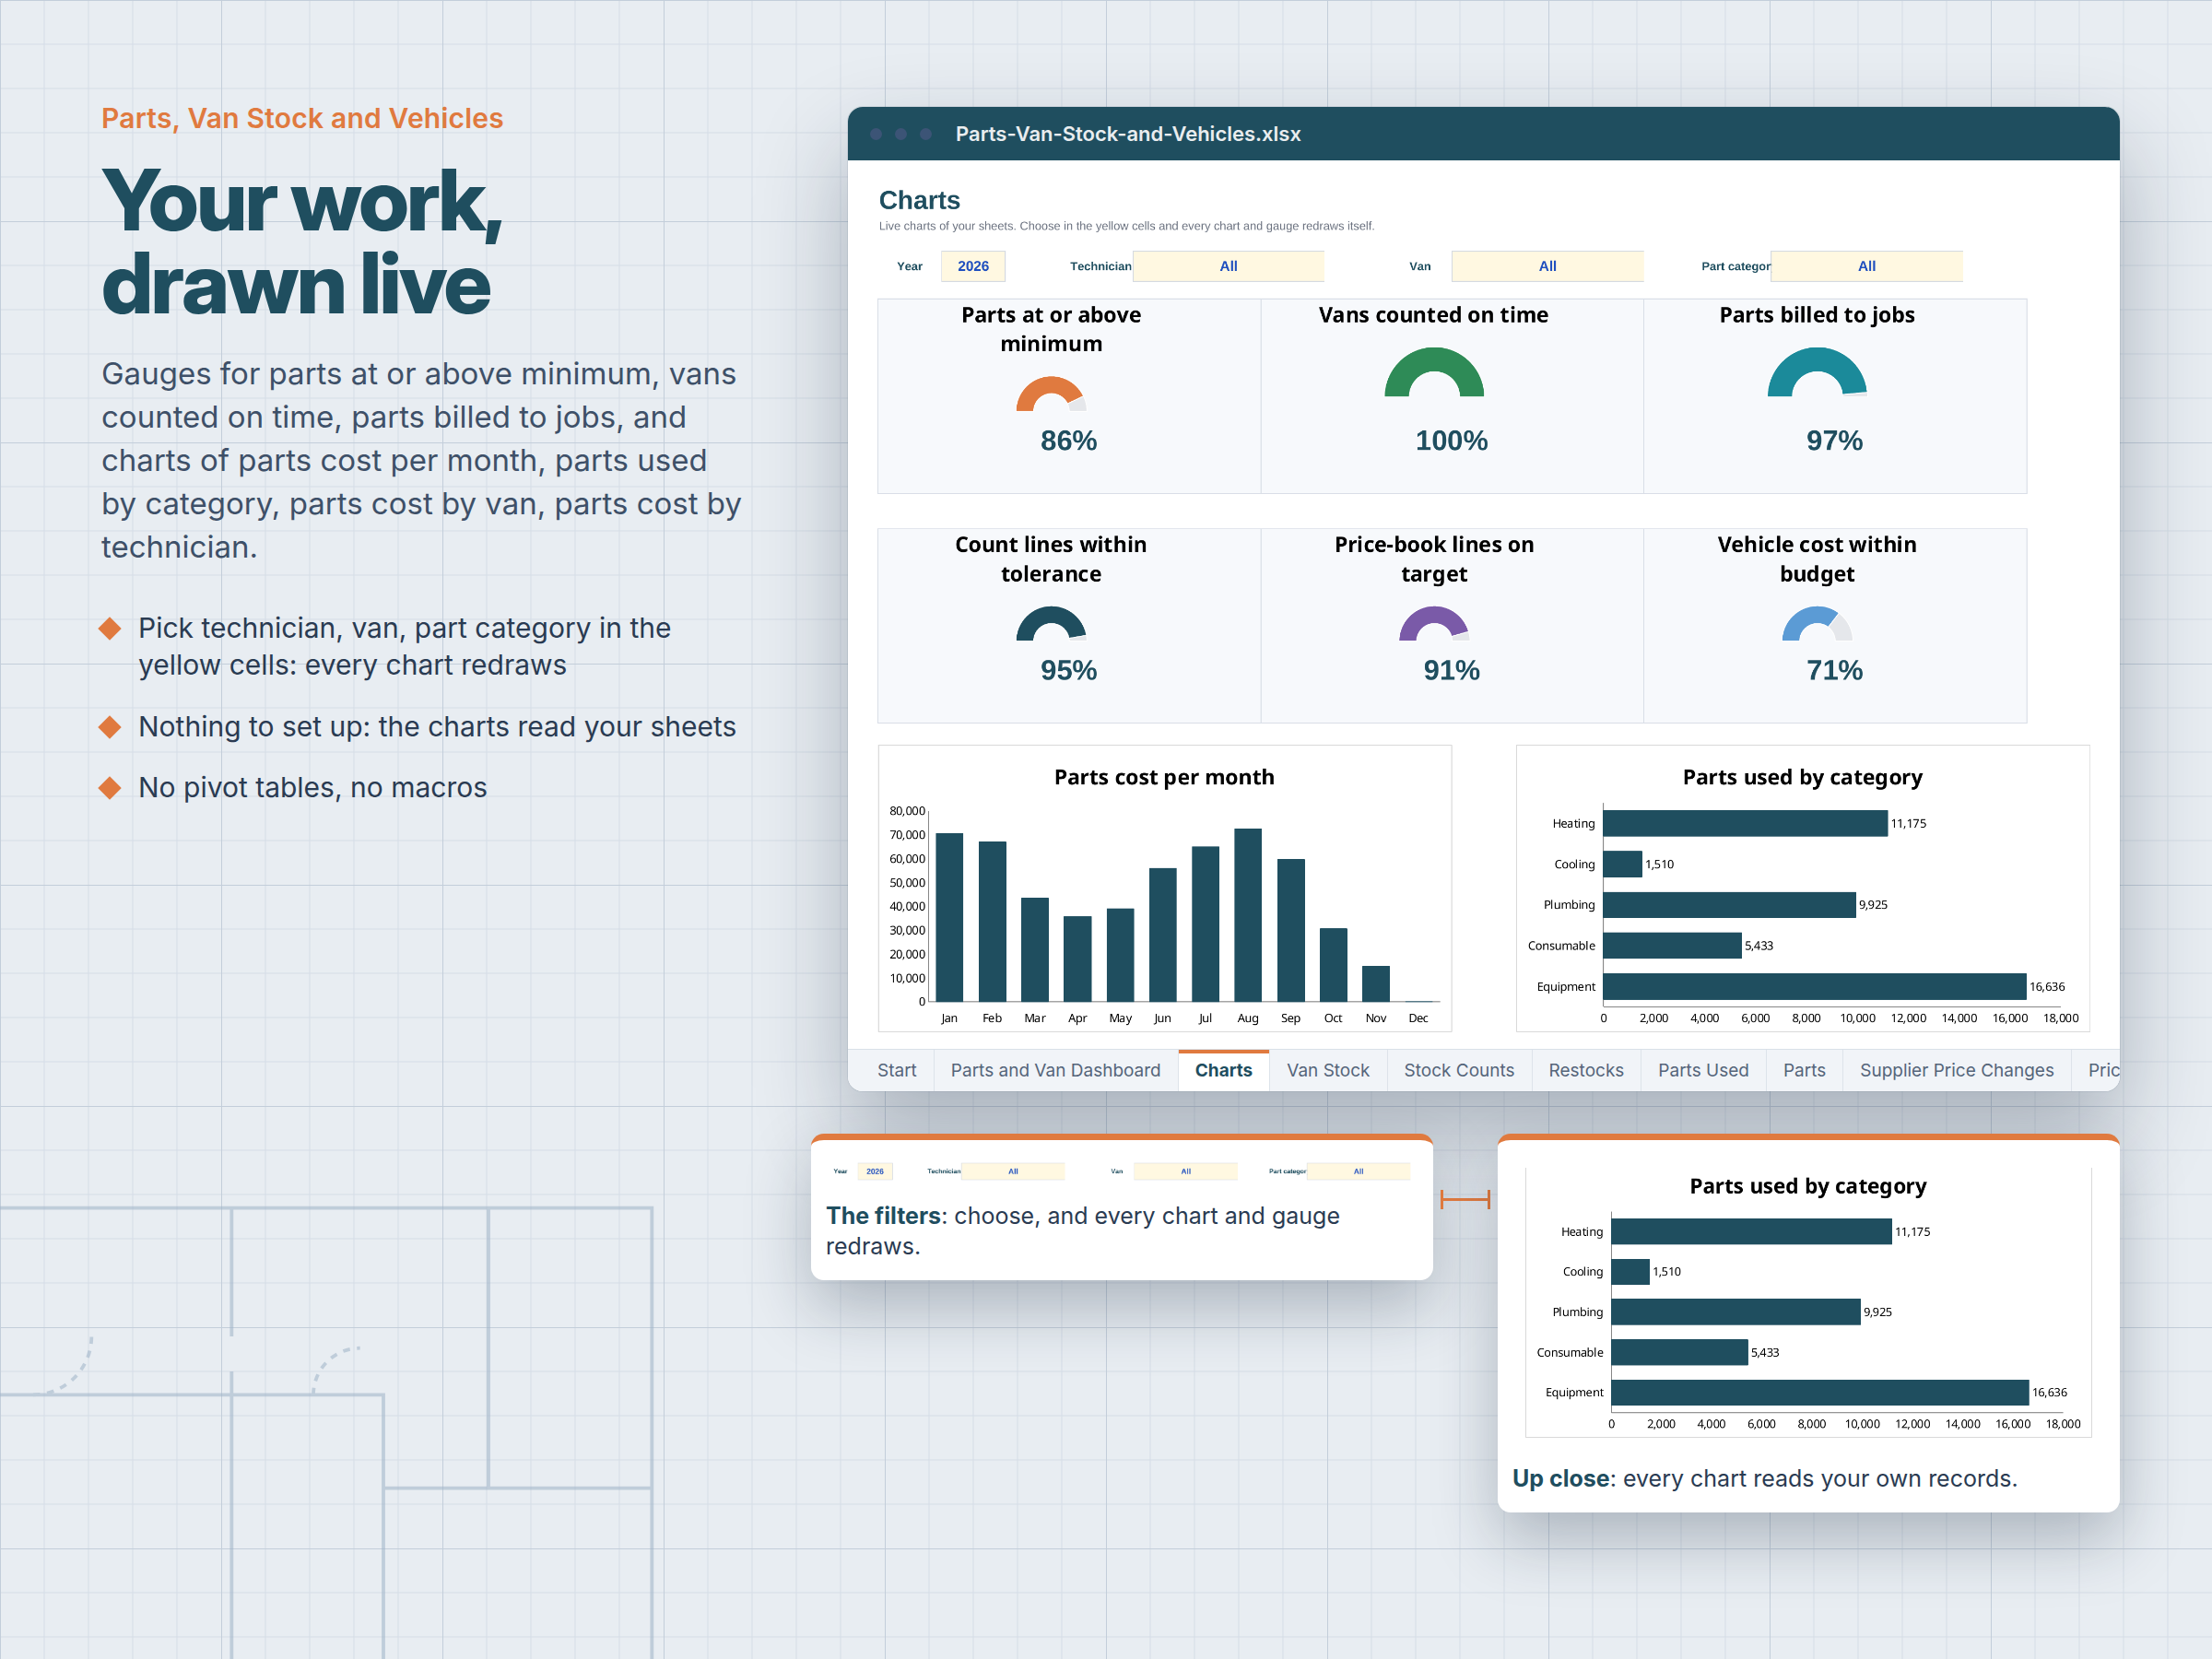 Parts, Van Stock and Vehicles
Your work,
drawn live
Gauges for parts at or above minimum, vans
counted on time, parts billed to jobs, and
charts of parts cost per month, parts used
by category, parts cost by van, parts cost by
technician.
Pick technician, van, part category in the
yellow cells: every chart redraws
Nothing to set up: the charts read your sheets
No pivot tables, no macros
Parts-Van-Stock-and-Vehicles.xlsx
Charts
Live charts of your sheets. Choose in the yellow cells and every chart and gauge redraws itself.
Year 2026 Technician All Van All Part categor All
Parts at or above
minimum
86%
Vans counted on time
100%
Parts billed to jobs
97%
Count lines within
tolerance
95%
Price-book lines on
target
91%
Vehicle cost within
budget
71%
Parts cost per month
80,000
70,000
60,000
50,000
40,000
30,000
20,000
10,000
0
Jan Feb Mar Apr May Jun Jul Aug Sep Oct Nov Dec
Parts used by category
Heating 11,175
Cooling 1,510
Plumbing 9,925
Consumable 5,433
Equipment 16,636
0 2,000 4,000 6,000 8,000 10,000 12,000 14,000 16,000 18,000
Start Parts and Van Dashboard Charts Van Stock Stock Counts Restocks Parts Used Parts Supplier Price Changes Pric
Year 2026 Technician All Van All Part categor All
The filters: choose, and every chart and gauge
redraws.
Parts used by category
Heating 11,175
Cooling 1,510
Plumbing 9,925
Consumable 5,433
Equipment 16,636
0 2,000 4,000 6,000 8,000 10,000 12,000 14,000 16,000 18,000
Up close: every chart reads your own records.